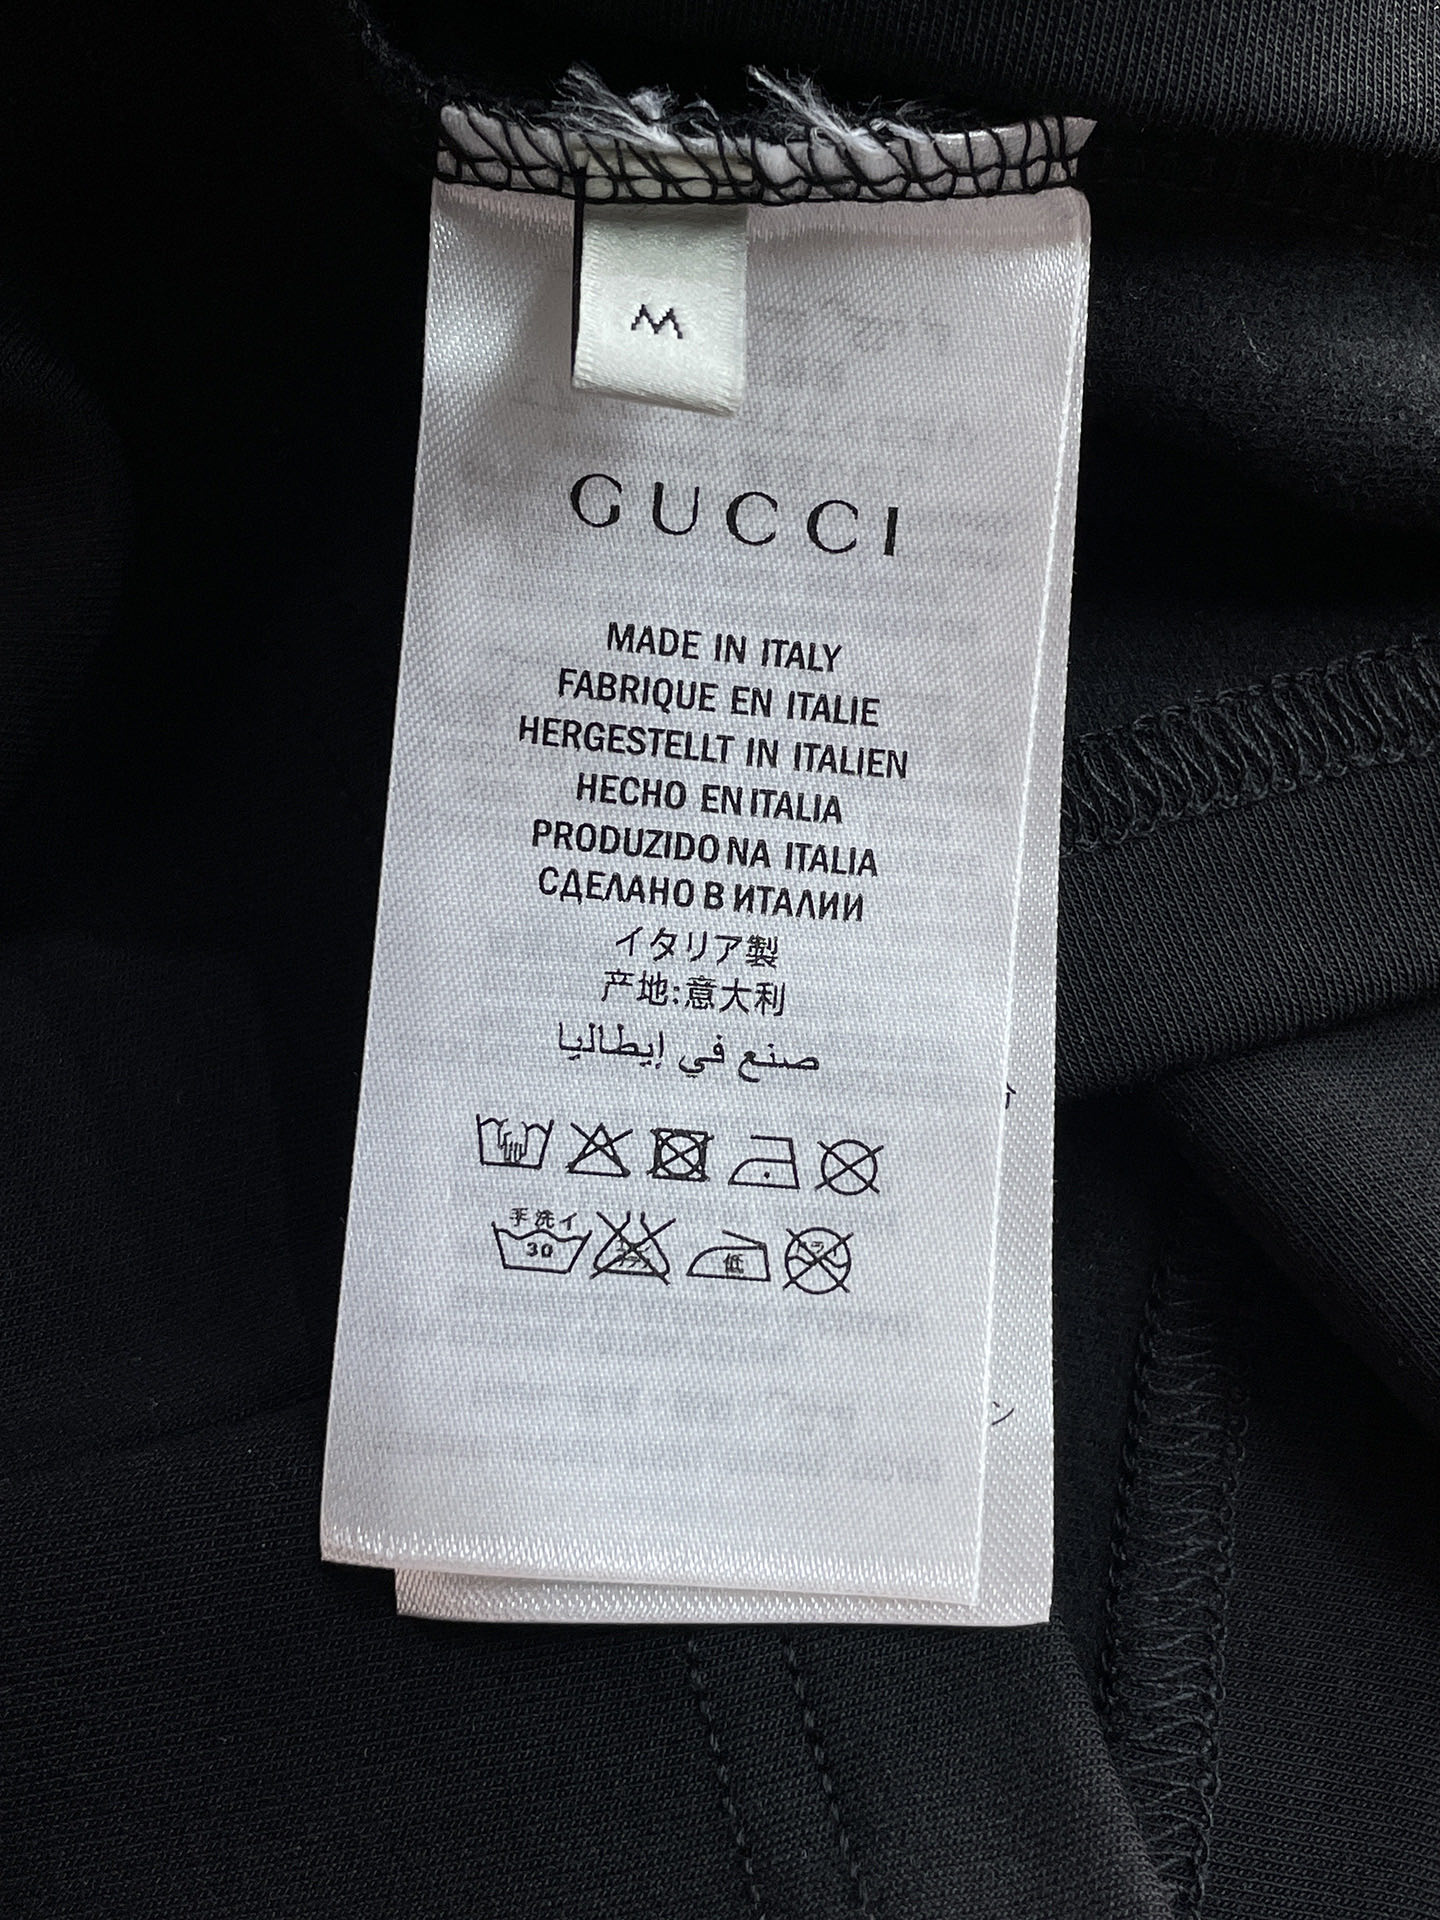 M
GUCCI
MADE IN ITALY
FABRIQUE EN ITALIE
HERGESTELLT IN ITALIEN
HECHO EN ITALIA
PRODUZIDO NA ITALIA
СДЕЛАНО В ИТАЛИИ
イタリア製
产地:意大利
صنع في إيطاليا
手洗イ
30
低